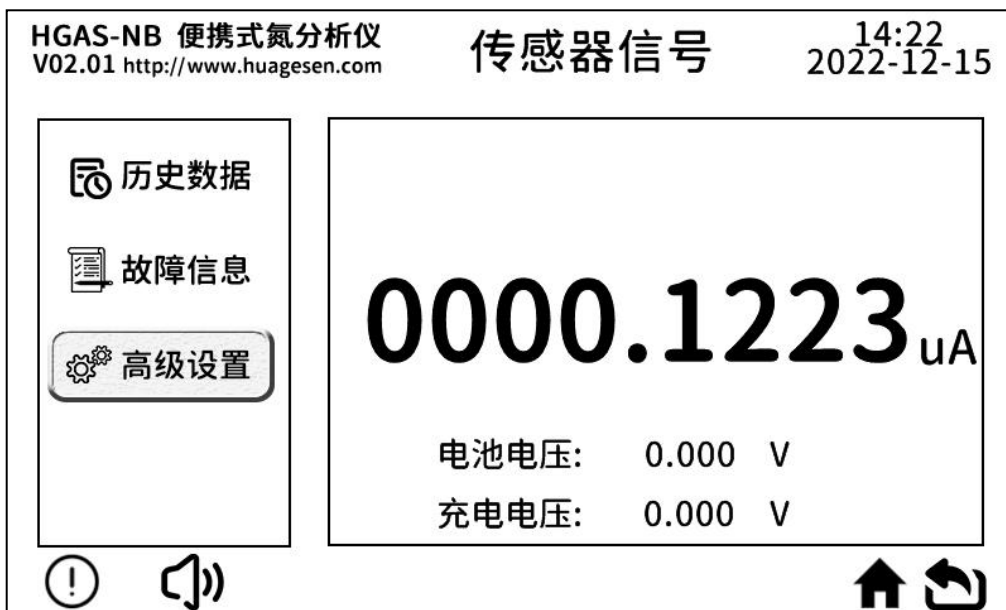 HGAS-NB 便携式氮分析仪
V02.01 http://www.huagesen.com
传感器信号
14:22
2022-12-15
历史数据
故障信息
高级设置
0000.1223 uA
电池电压: 0.000 V
充电电压: 0.000 V